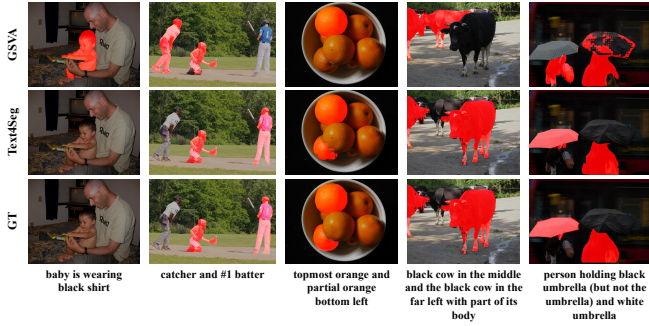 GSVA
Text4Seg
GT
baby is wearing
black shirt
catcher and #1 batter
topmost orange and
partial orange
bottom left
black cow in the middle
and the black cow in the
far left with part of its
body
person holding black
umbrella (but not the
umbrella) and white
umbrella